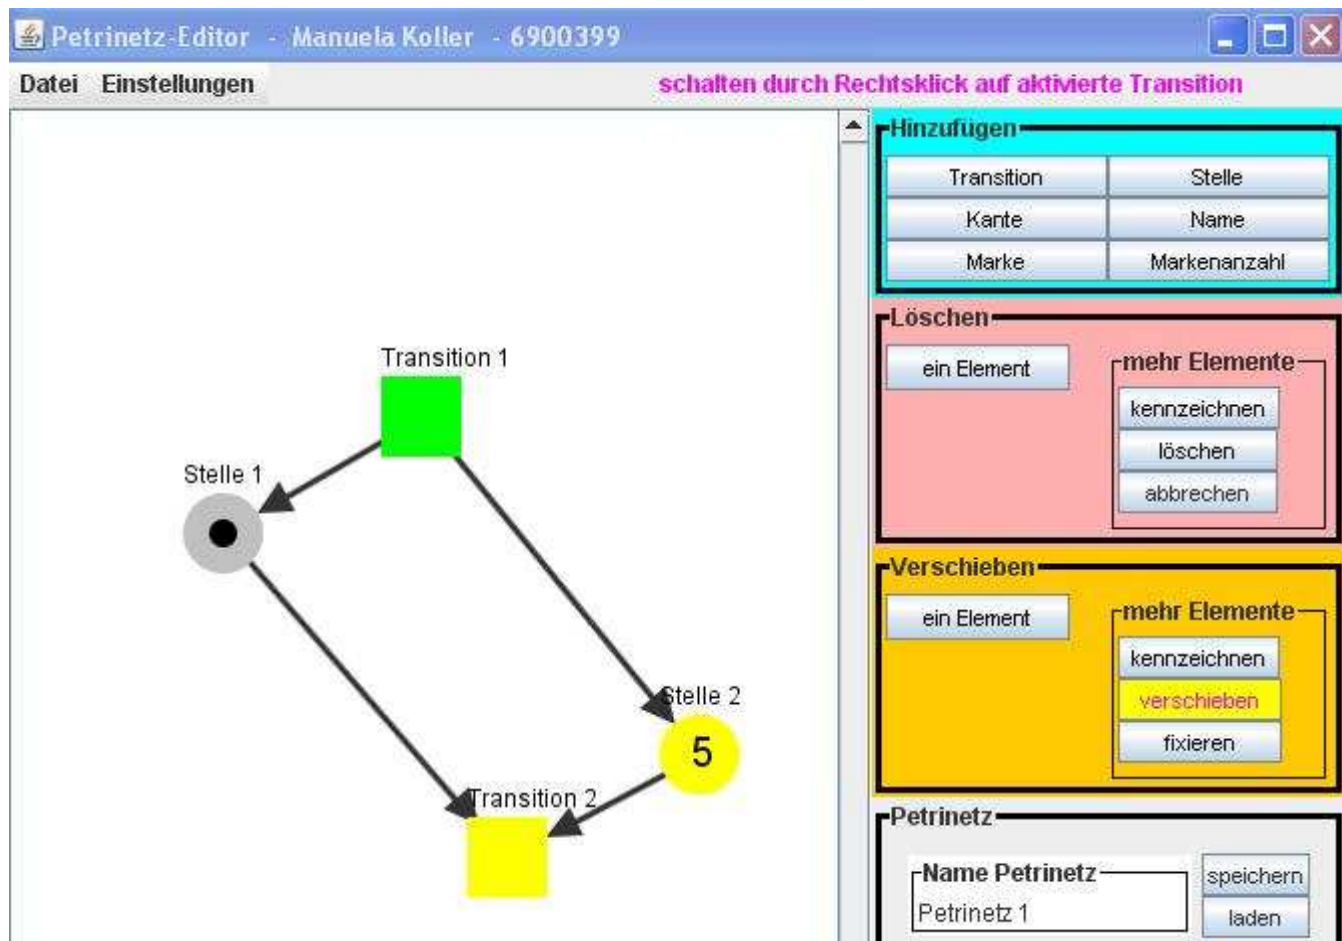 Petrinetz-Editor - Manuela Koller - 6900399
Datei Einstellungen
schalten durch Rechtsklick auf aktivierte Transition
Transition 1
Stelle 1
Stelle 2
5
Transition 2
Hinzufügen
Transition Stelle
Kante Name
Marke Markenanzahl
Löschen
ein Element
mehr Elemente
kennzeichnen
löschen
abbrechen
Verschieben
ein Element
mehr Elemente
kennzeichnen
verschieben
fixieren
Petrinetz
Name Petrinetz
Petrinetz 1
speichern
laden